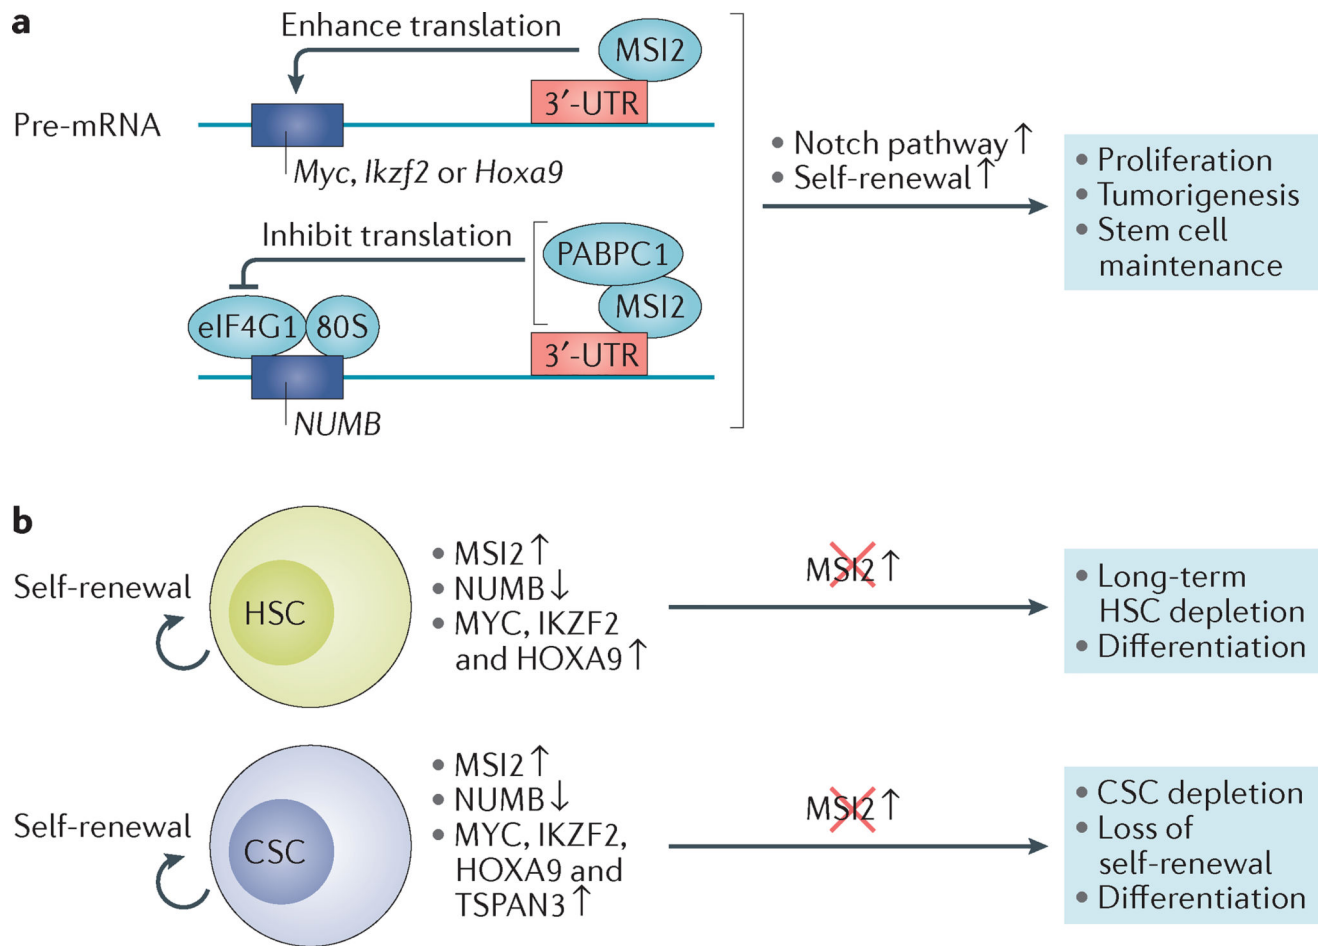 a
Enhance translation
MSI2
3′-UTR
Pre-mRNA
Myc, Ikzf2 or Hoxa9
Inhibit translation
PABPC1
MSI2
eIF4G1
80S
3′-UTR
NUMB
• Notch pathway ↑
• Self-renewal ↑
• Proliferation
• Tumorigenesis
• Stem cell
maintenance
b
Self-renewal
HSC
• MSI2 ↑
• NUMB ↓
• MYC, IKZF2
and HOXA9 ↑
MSI2 ↑
• Long-term
HSC depletion
• Differentiation
Self-renewal
CSC
• MSI2 ↑
• NUMB ↓
• MYC, IKZF2,
HOXA9 and
TSPAN3 ↑
MSI2 ↑
• CSC depletion
• Loss of
self-renewal
• Differentiation